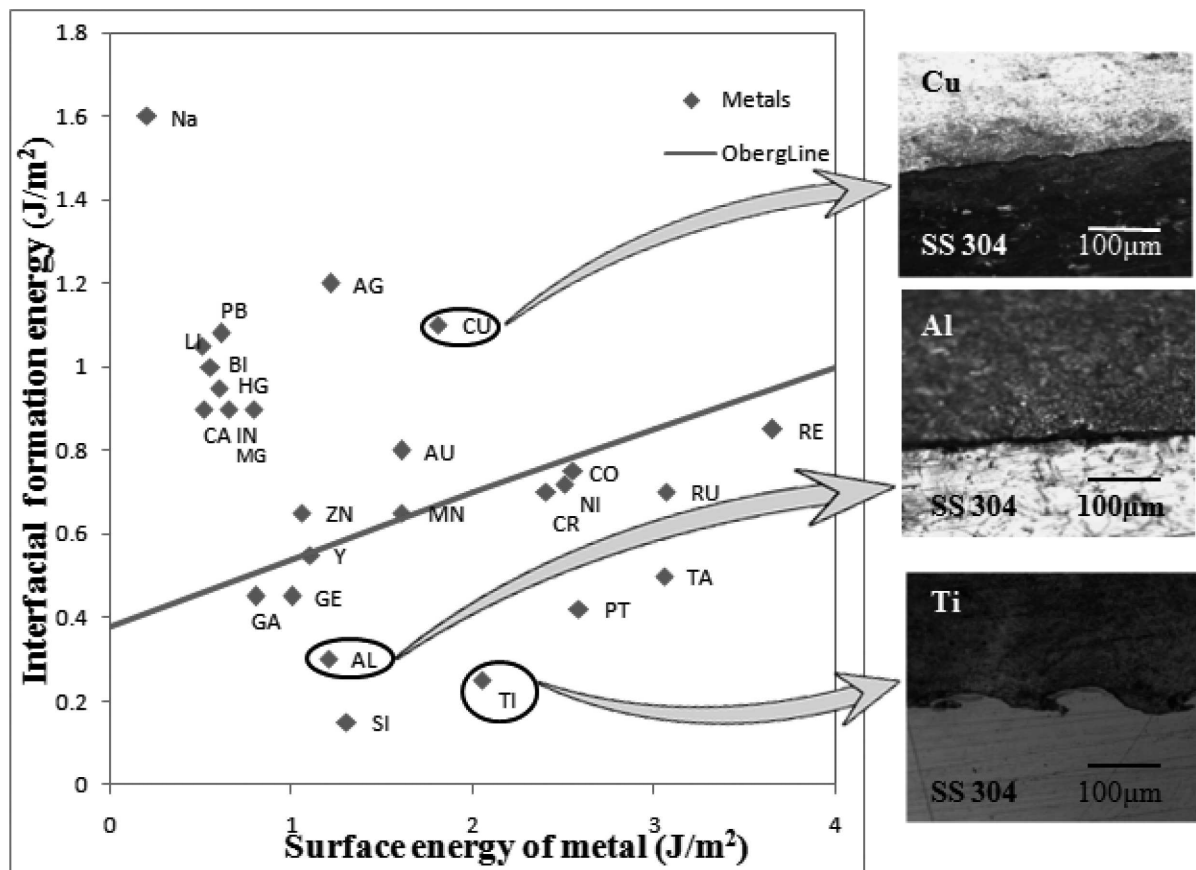 Interfacial formation energy (J/m²)
1.8
1.6
1.4
1.2
1
0.8
0.6
0.4
0.2
0
0
1
2
3
4
Surface energy of metal (J/m²)
Metals
ObergLine
Na
AG
CU
PB
LI
BI
HG
CA IN
MG
AU
RE
CO
NI
CR
RU
ZN
MN
Y
TA
GA
GE
PT
AL
TI
SI
Cu
SS 304
100μm
Al
SS 304
100μm
Ti
SS 304
100μm